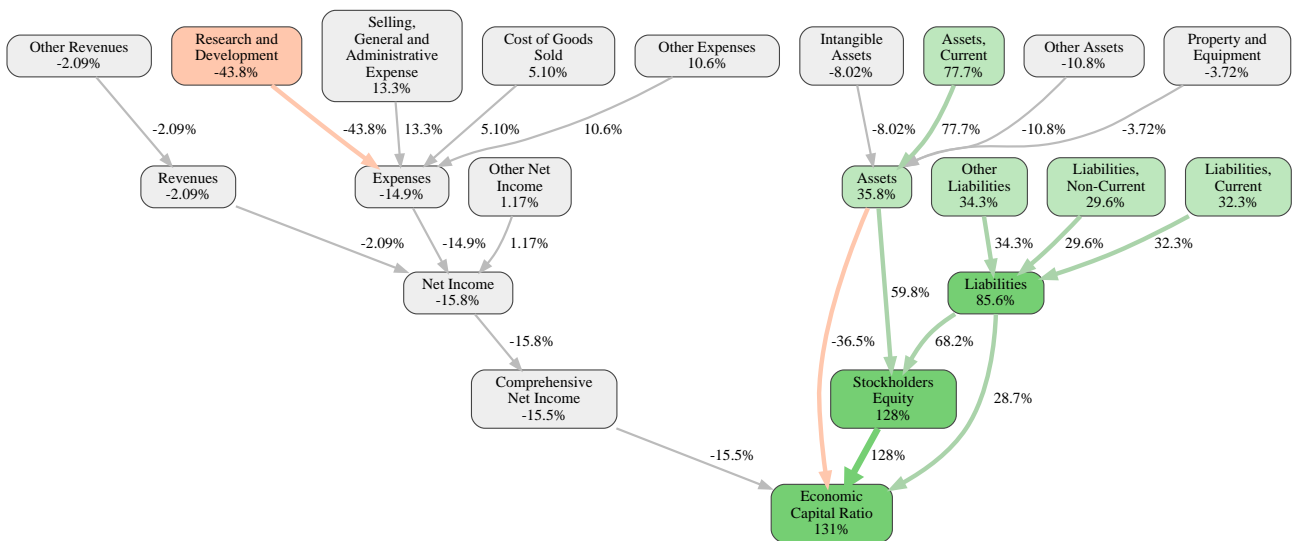 Other Revenues
-2.09%
Research and
Development
-43.8%
Selling,
General and
Administrative
Expense
13.3%
Cost of Goods
Sold
5.10%
Other Expenses
10.6%
Intangible
Assets
-8.02%
Assets,
Current
77.7%
Other Assets
-10.8%
Property and
Equipment
-3.72%
-2.09%
-43.8%
13.3%
5.10%
10.6%
-8.02%
77.7%
-10.8%
-3.72%
Revenues
-2.09%
Expenses
-14.9%
Other Net
Income
1.17%
Assets
35.8%
Other
Liabilities
34.3%
Liabilities,
Non-Current
29.6%
Liabilities,
Current
32.3%
-2.09%
-14.9%
1.17%
34.3%
29.6%
32.3%
Net Income
-15.8%
59.8%
Liabilities
85.6%
-15.8%
-36.5%
68.2%
Comprehensive
Net Income
-15.5%
Stockholders
Equity
128%
28.7%
-15.5%
128%
Economic
Capital Ratio
131%